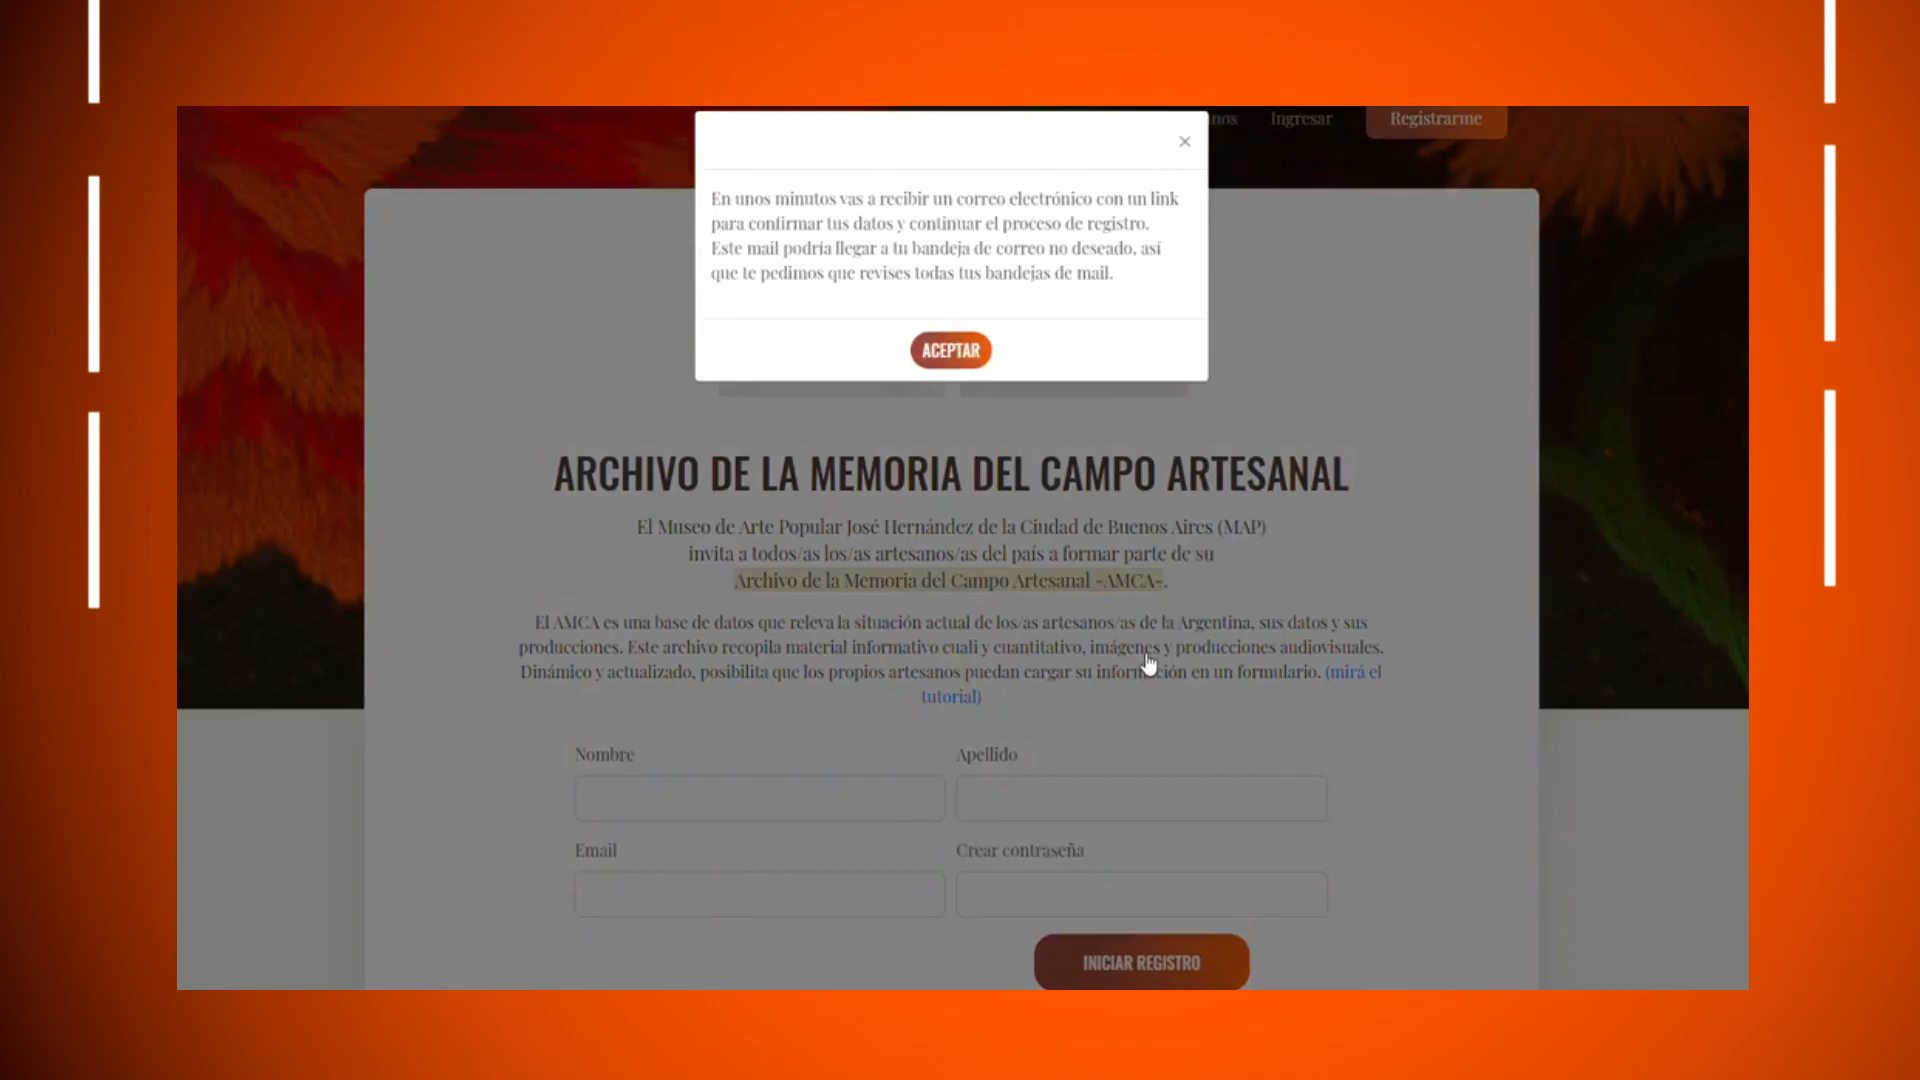 Ingresar
Registrarme
×
En unos minutos vas a recibir un correo electrónico con un link
para confirmar tus datos y continuar el proceso de registro.
Este mail podría llegar a tu bandeja de correo no deseado, así
que te pedimos que revises todas tus bandejas de mail.
ACEPTAR
ARCHIVO DE LA MEMORIA DEL CAMPO ARTESANAL
El Museo de Arte Popular José Hernández de la Ciudad de Buenos Aires (MAP)
invita a todos/as los/as artesanos/as del país a formar parte de su
Archivo de la Memoria del Campo Artesanal -AMCA-.
El AMCA es una base de datos que releva la situación actual de los/as artesanos/as de la Argentina, sus datos y sus
producciones. Este archivo recopila material informativo cuali y cuantitativo, imágenes y producciones audiovisuales.
Dinámico y actualizado, posibilita que los propios artesanos puedan cargar su información en un formulario. (mirá el
tutorial)
Nombre
Apellido
Email
Crear contraseña
INICIAR REGISTRO